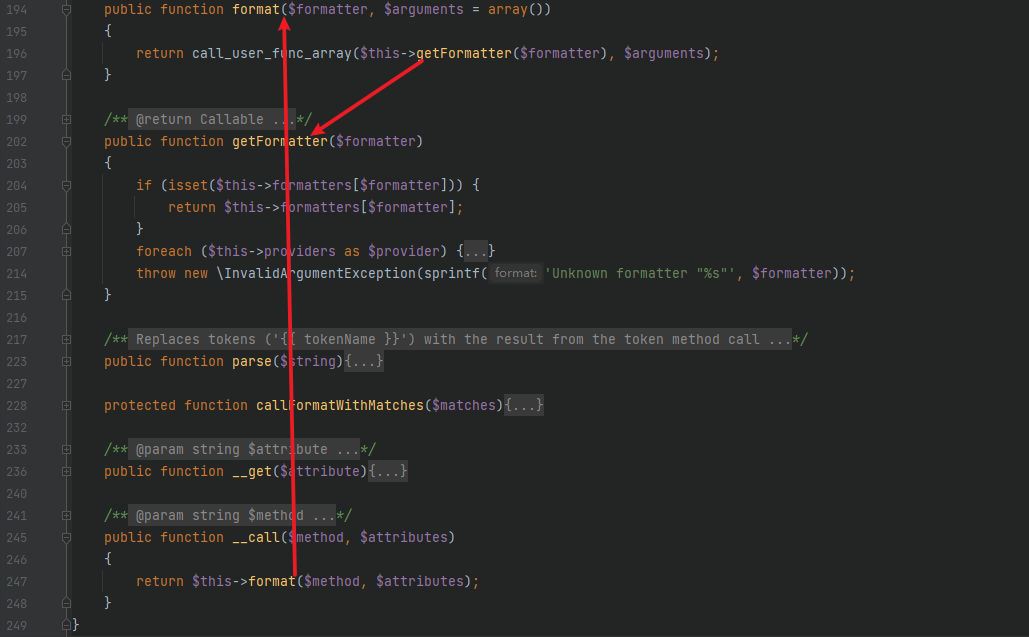 194 public function format($formatter, $arguments = array())
195 {
196 return call_user_func_array($this->getFormatter($formatter), $arguments);
197 }
198
199 /** @return Callable ...*/
202 public function getFormatter($formatter)
203 {
204 if (isset($this->formatters[$formatter])) {
205 return $this->formatters[$formatter];
206 }
207 foreach ($this->providers as $provider) {...}
214 throw new \InvalidArgumentException(sprintf( format: 'Unknown formatter "%s"', $formatter));
215 }
216
217 /** Replaces tokens ('{{ tokenName }}') with the result from the token method call ...*/
223 public function parse($string){...}
227
228 protected function callFormatWithMatches($matches){...}
232
233 /** @param string $attribute ...*/
236 public function __get($attribute){...}
240
241 /** @param string $method ...*/
245 public function __call($method, $attributes)
246 {
247 return $this->format($method, $attributes);
248 }
249 }